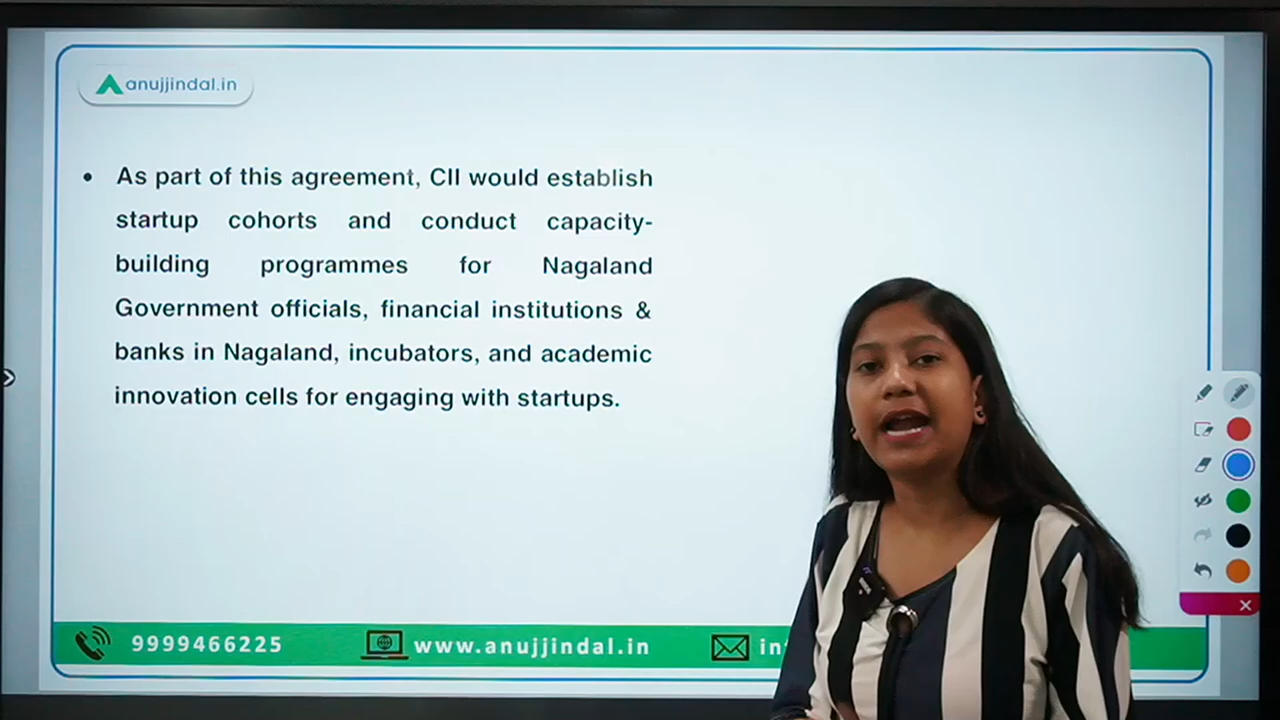 anujjindal.in
• As part of this agreement, CII would establish
startup cohorts and conduct capacity-
building programmes for Nagaland
Government officials, financial institutions &
banks in Nagaland, incubators, and academic
innovation cells for engaging with startups.
9999466225 www.anujjindal.in